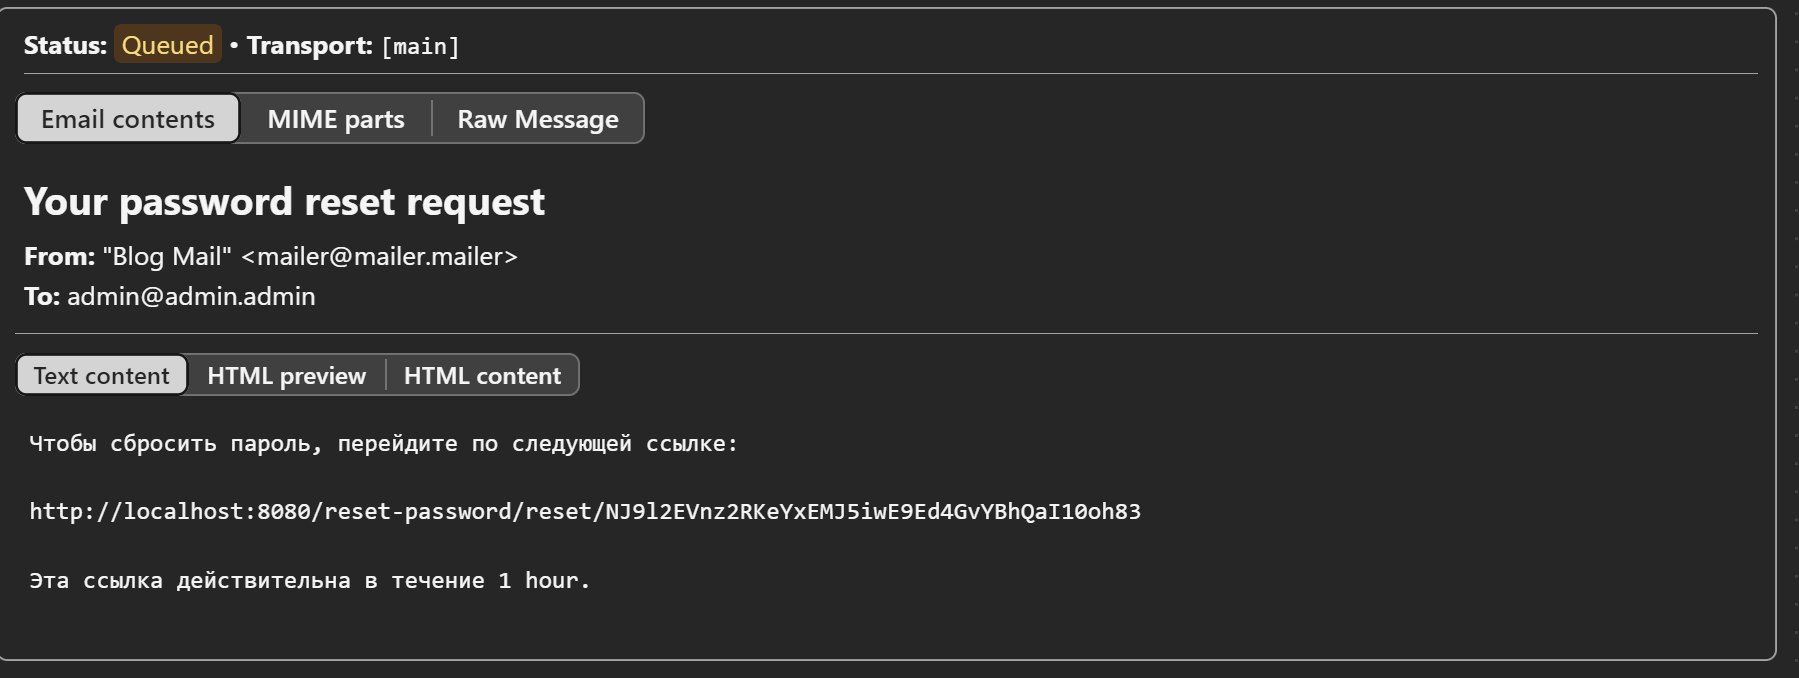 Status: Queued • Transport: [main]
Email contents MIME parts Raw Message
Your password reset request
From: "Blog Mail" <mailer@mailer.mailer>
To: admin@admin.admin
Text content HTML preview HTML content
Чтобы сбросить пароль, перейдите по следующей ссылке:
http://localhost:8080/reset-password/reset/NJ9l2EVnz2RKeYxEMJ5iwE9Ed4GvYBhQaI10oh83
Эта ссылка действительна в течение 1 hour.